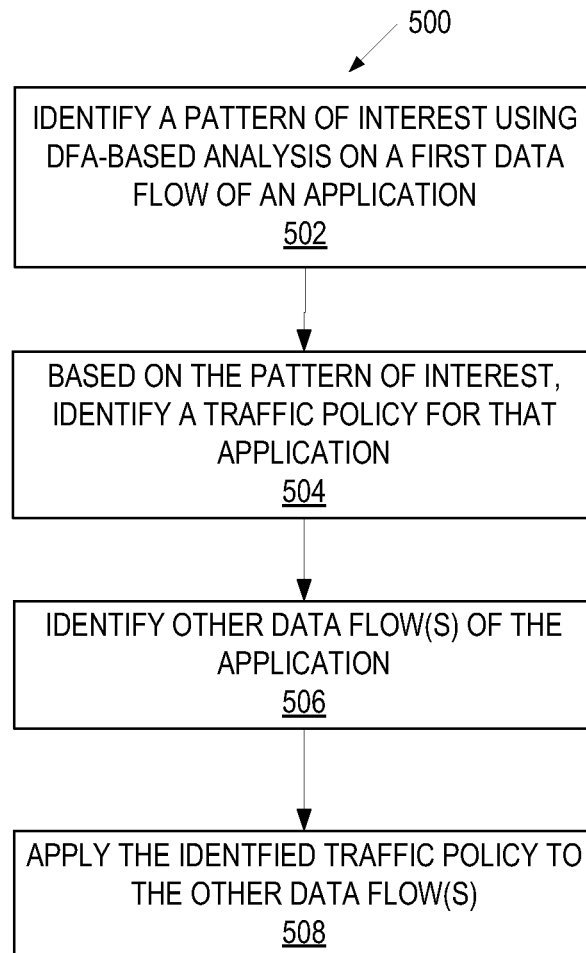 500
IDENTIFY A PATTERN OF INTEREST USING
DFA-BASED ANALYSIS ON A FIRST DATA
FLOW OF AN APPLICATION
502
BASED ON THE PATTERN OF INTEREST,
IDENTIFY A TRAFFIC POLICY FOR THAT
APPLICATION
504
IDENTIFY OTHER DATA FLOW(S) OF THE
APPLICATION
506
APPLY THE IDENTFIED TRAFFIC POLICY TO
THE OTHER DATA FLOW(S)
508